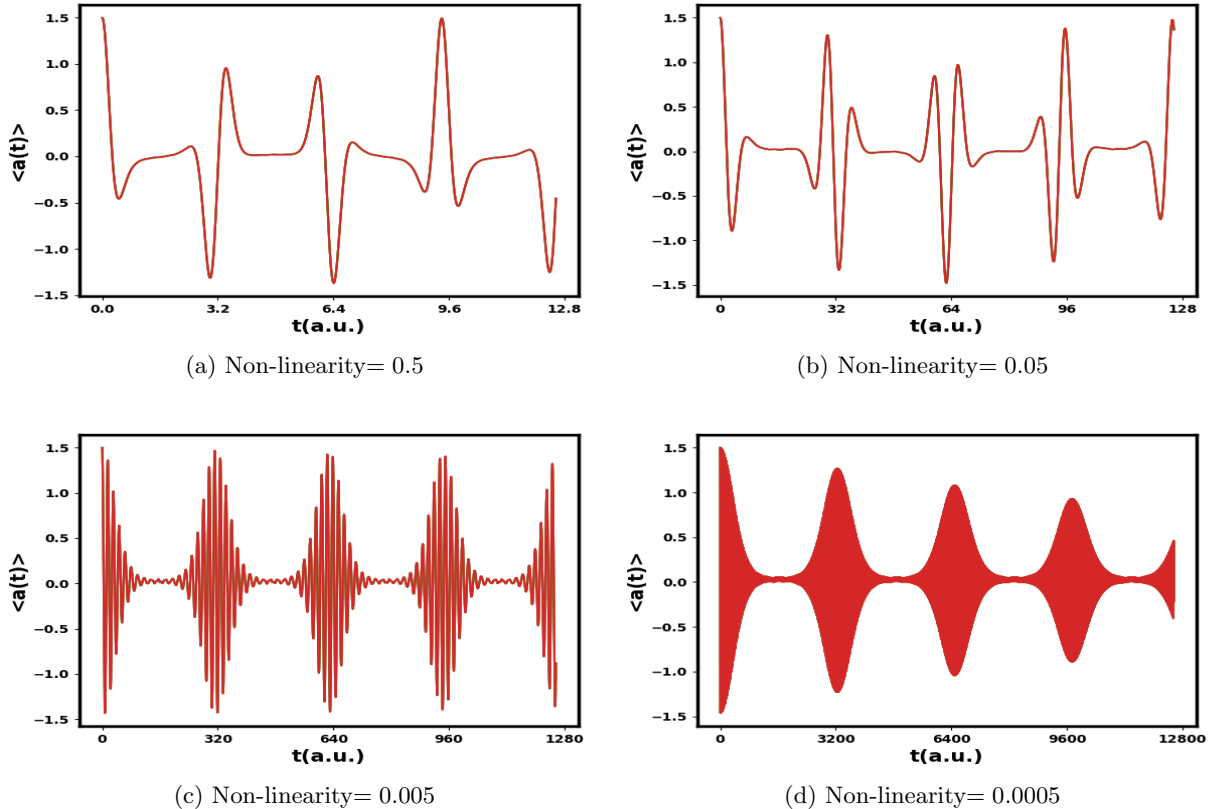 1.5
1.0
0.5
0.0
−0.5
−1.0
−1.5
<a(t)>
0.0 3.2 6.4 9.6 12.8
t(a.u.)
(a) Non-linearity= 0.5
1.5
1.0
0.5
0.0
−0.5
−1.0
−1.5
<a(t)>
0 32 64 96 128
t(a.u.)
(b) Non-linearity= 0.05
1.5
1.0
0.5
0.0
−0.5
−1.0
−1.5
<a(t)>
0 320 640 960 1280
t(a.u.)
(c) Non-linearity= 0.005
1.5
1.0
0.5
0.0
−0.5
−1.0
−1.5
<a(t)>
0 3200 6400 9600 12800
t(a.u.)
(d) Non-linearity= 0.0005